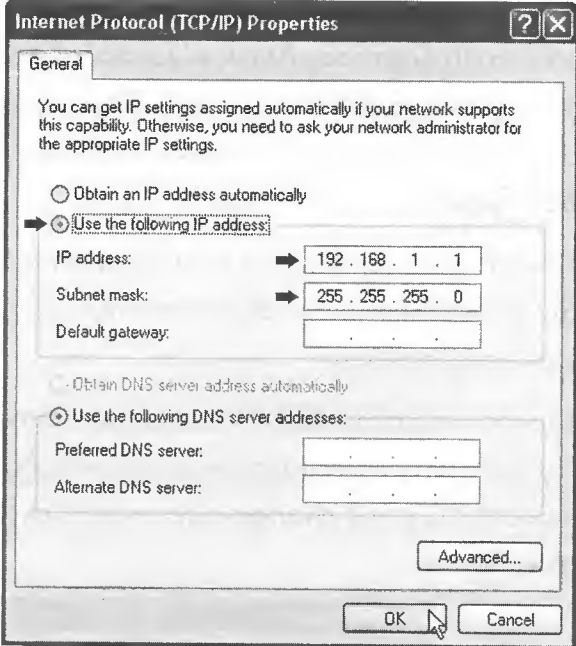 Internet Protocol (TCP/IP) Properties
General
You can get IP settings assigned automatically if your network supports
this capability. Otherwise, you need to ask your network administrator for
the appropriate IP settings.
Obtain an IP address automatically
Use the following IP address:
IP address: 192 . 168 . 1 . 1
Subnet mask: 255 . 255 . 255 . 0
Default gateway: . . .
Obtain DNS server address automatically
Use the following DNS server addresses:
Preferred DNS server: . . .
Alternate DNS server: . . .
Advanced...
OK Cancel